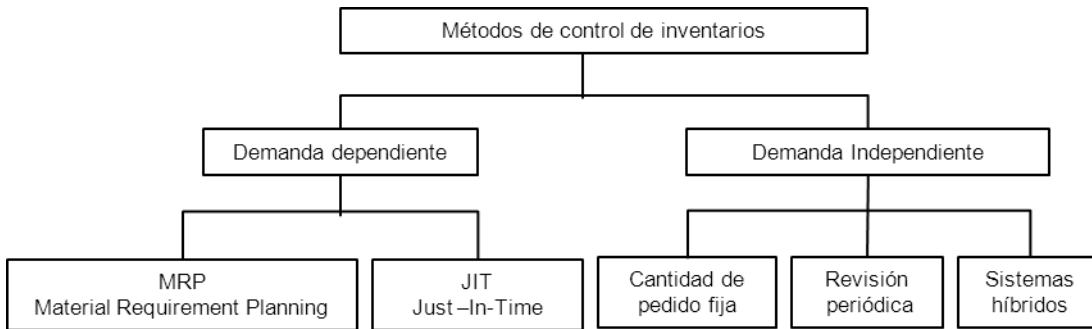 Métodos de control de inventarios
Demanda dependiente
Demanda Independiente
MRP
Material Requirement Planning
JIT
Just –In-Time
Cantidad de
pedido fija
Revisión
periódica
Sistemas
híbridos